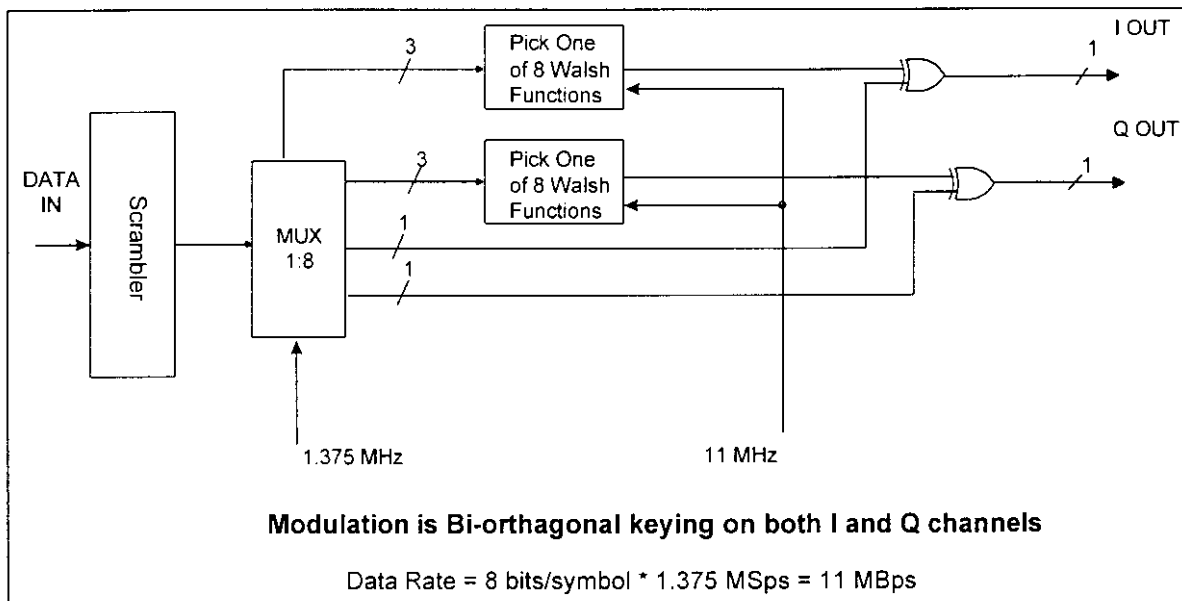 I OUT
1
3
Pick One
of 8 Walsh
Functions
Q OUT
1
3
Pick One
of 8 Walsh
Functions
DATA
IN
Scrambler
MUX
1:8
1
1
1.375 MHz
11 MHz
Modulation is Bi-orthagonal keying on both I and Q channels
Data Rate = 8 bits/symbol * 1.375 MSps = 11 MBps